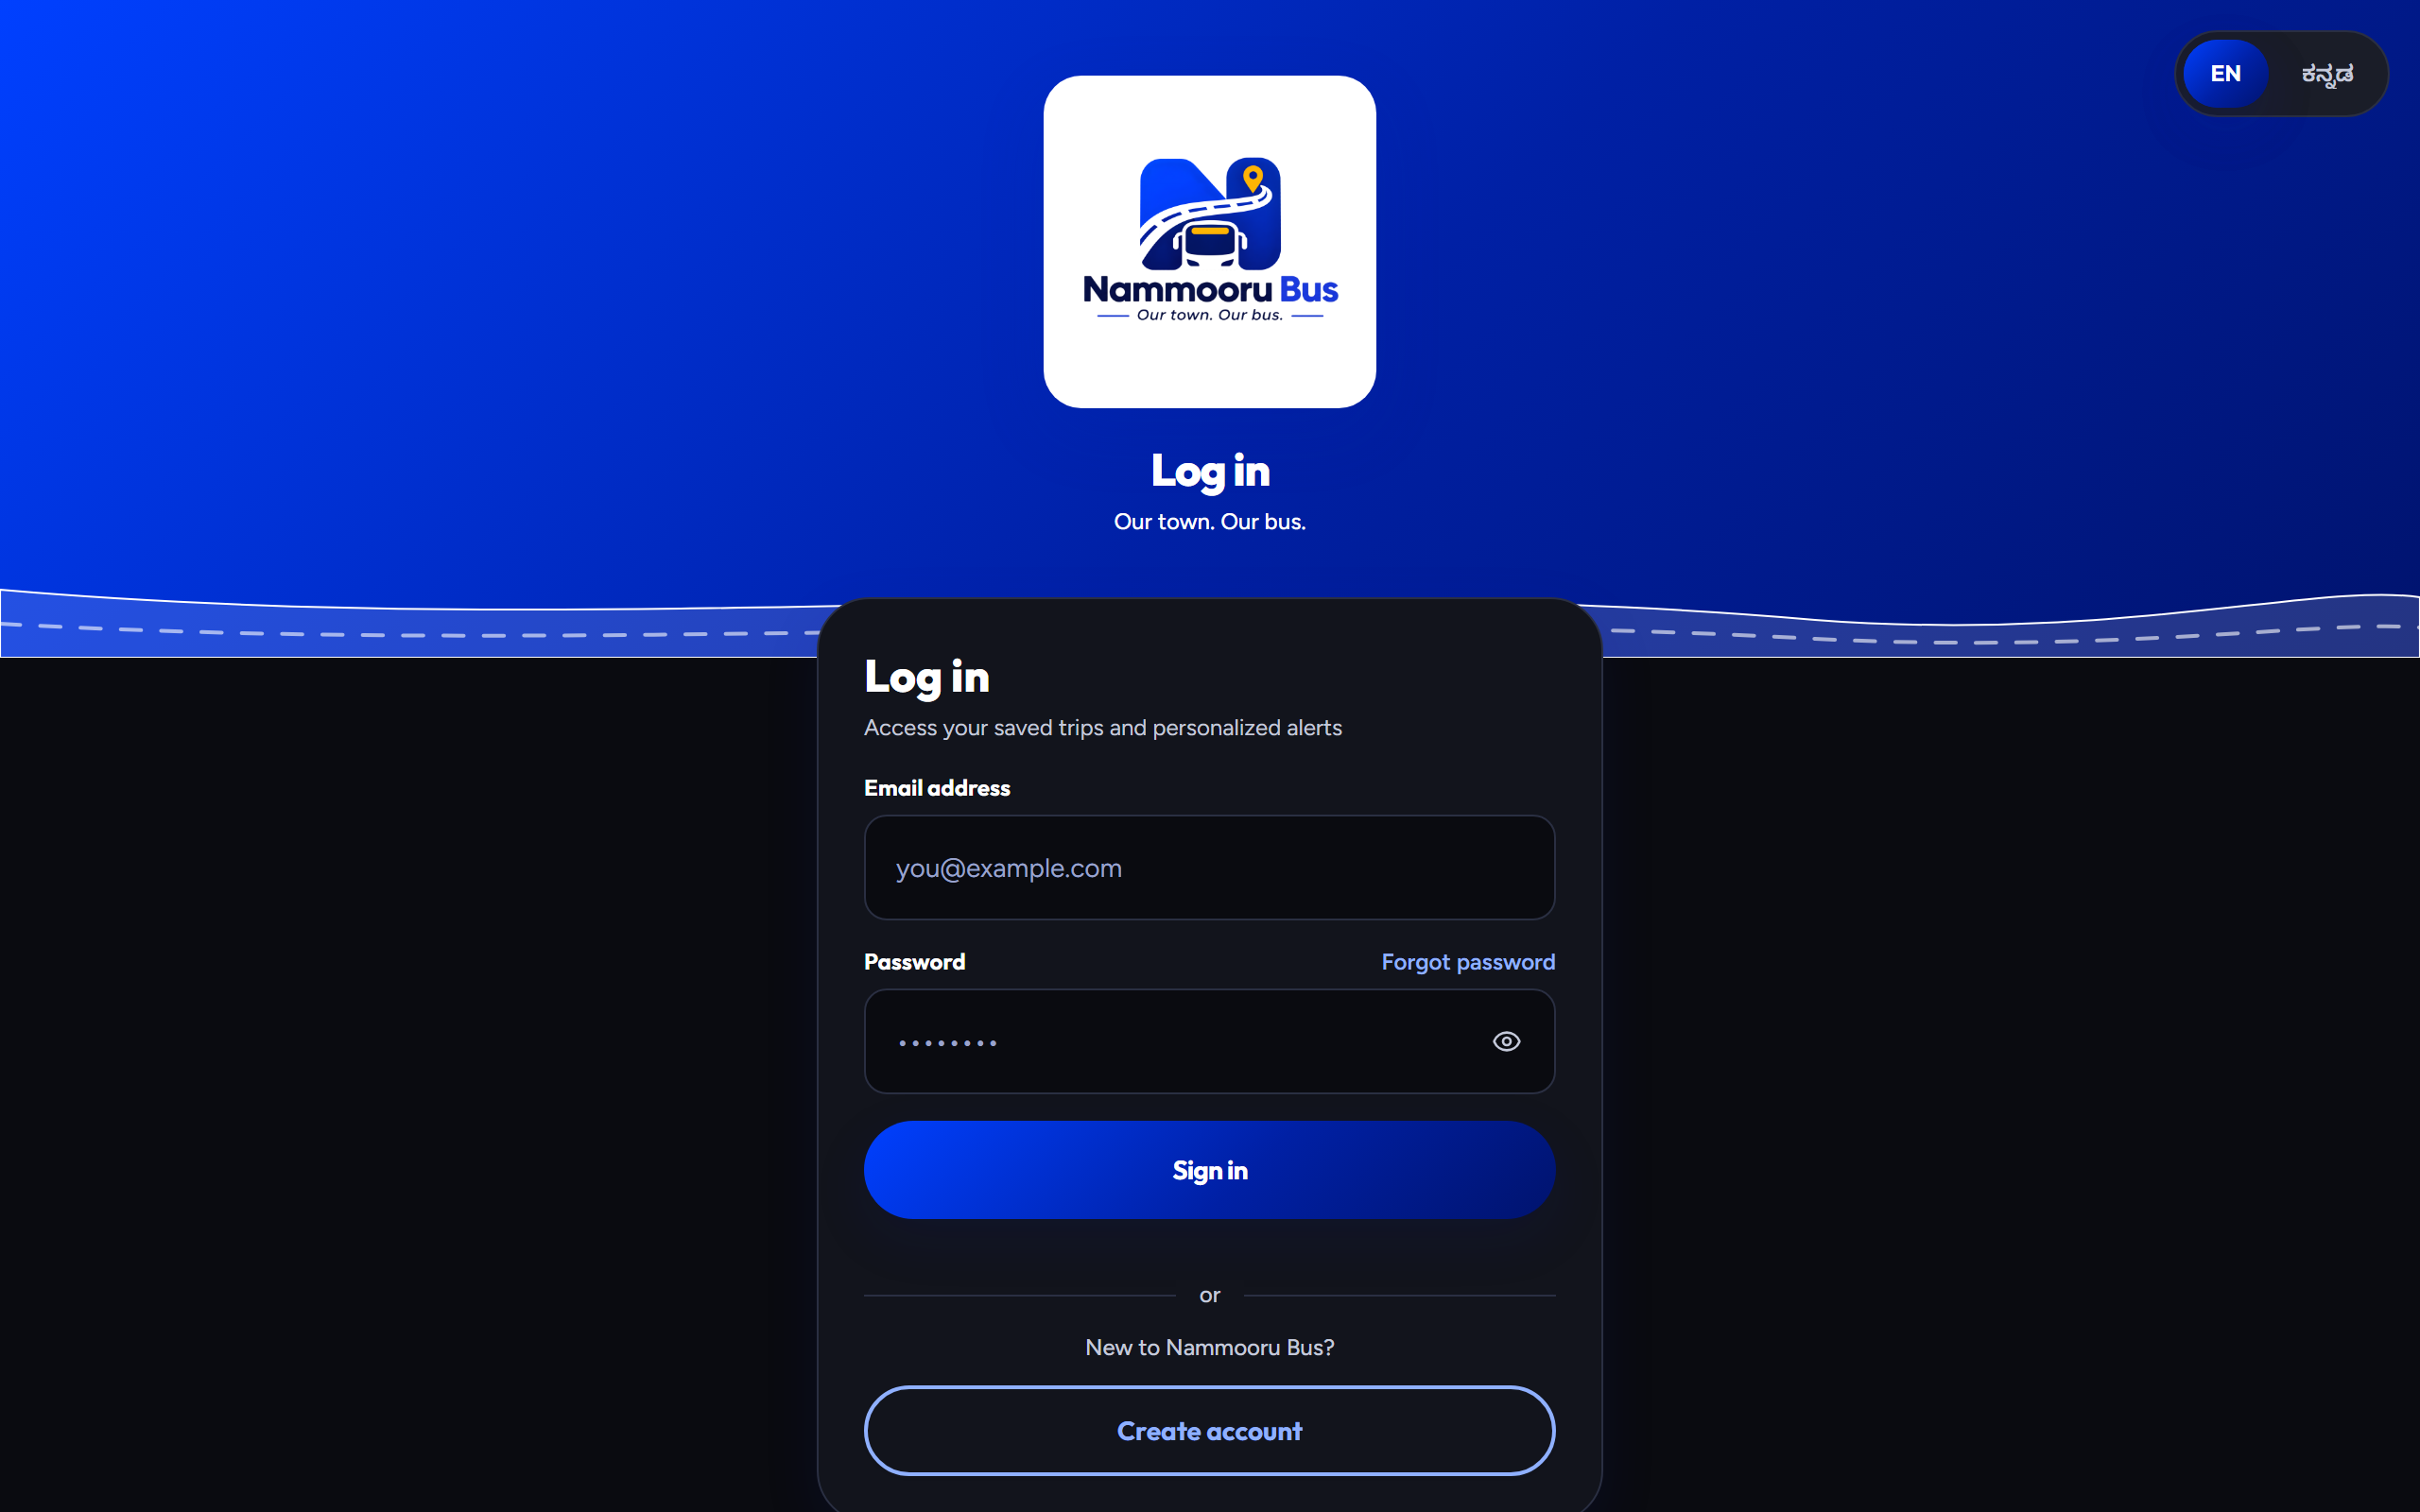 EN
ಕನ್ನಡ
Nammooru Bus
Our town. Our bus.
Log in
Our town. Our bus.
Log in
Access your saved trips and personalized alerts
Email address
you@example.com
Password
Forgot password
••••••••
Sign in
or
New to Nammooru Bus?
Create account